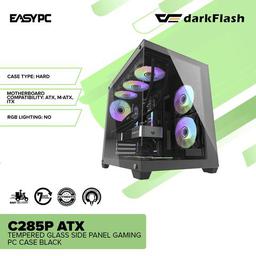 EASYPC
darkFlash
CASE TYPE: HARD
MOTHERBOARD
COMPATIBILITY: ATX, M-ATX,
ITX
RGB LIGHTING: NO
C285P ATX
TEMPERED GLASS SIDE PANEL GAMING
PC CASE BLACK